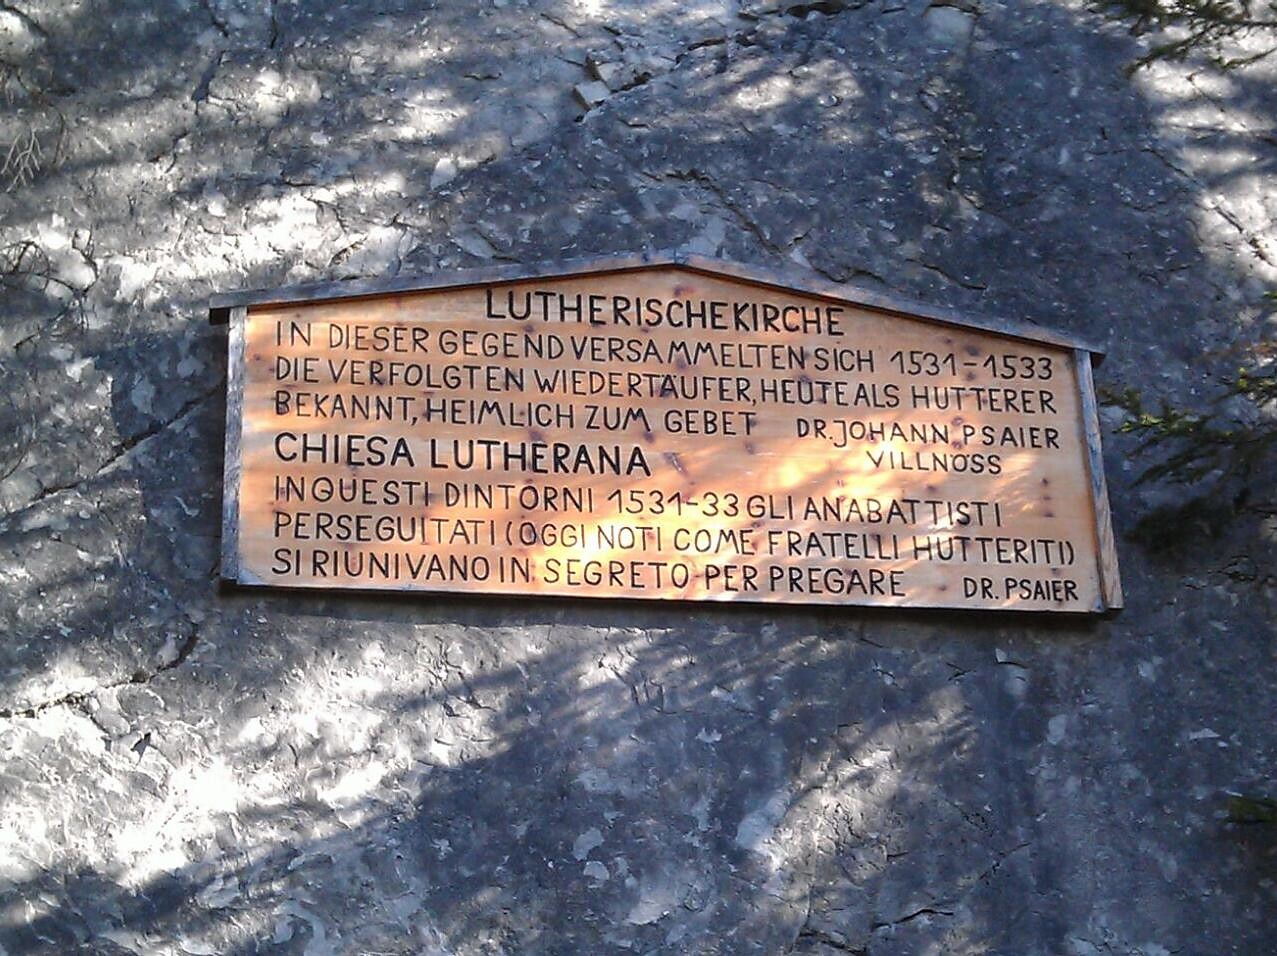 LUTHERISCHEKIRCHE
IN DIESER GEGEND VERSAMMELTEN SICH 1531-1533
DIE VERFOLGTEN WIEDERTÄUFER, HEUTE ALS HUTTERER
BEKANNT, HEIMLICH ZUM GEBET DR. JOHANN PSAIER
VILLNÖSS
CHIESA LUTHERANA
IN QUESTI DINTORNI 1531-33 GLI ANABATTISTI
PERSEGUITATI (OGGI NOTI COME FRATELLI HUTTERITI)
SI RIUNIVANO IN SEGRETO PER PREGARE DR. PSAIER